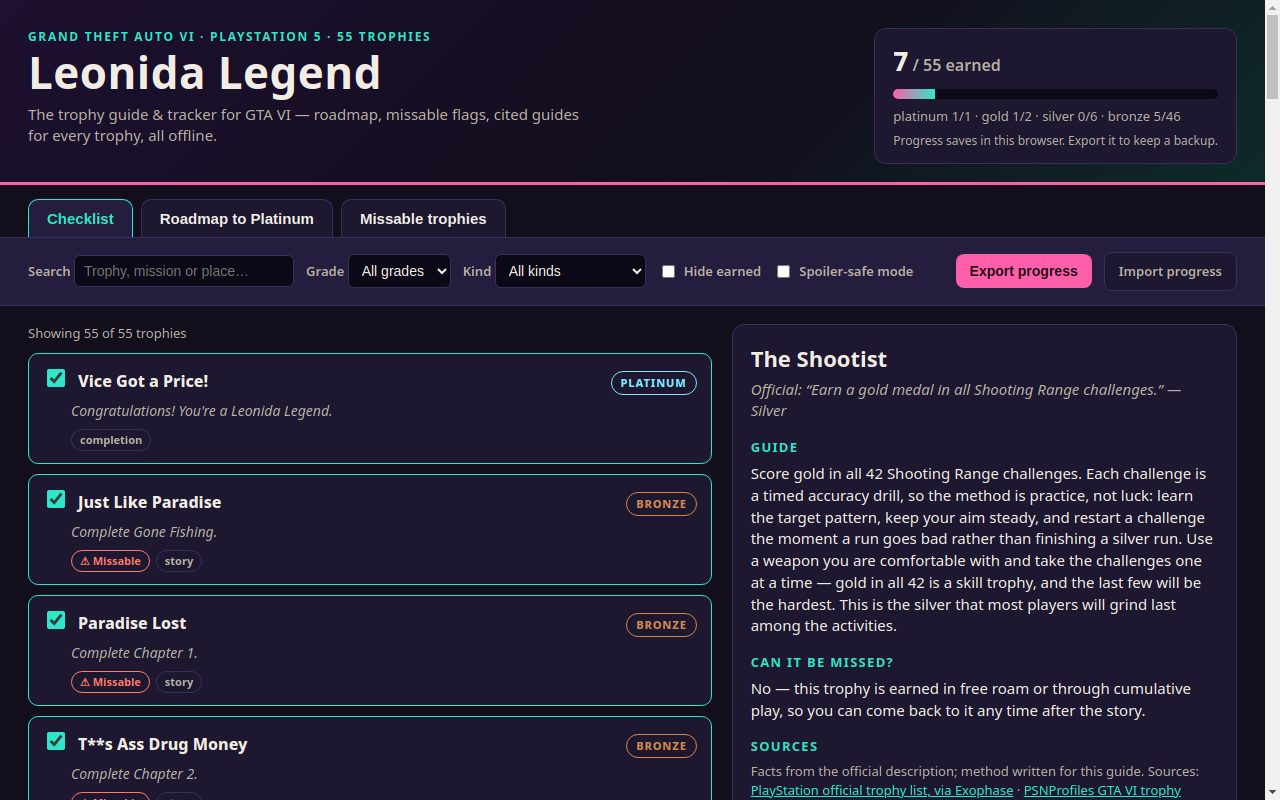 GRAND THEFT AUTO VI · PLAYSTATION 5 · 55 TROPHIES
Leonida Legend
The trophy guide & tracker for GTA VI — roadmap, missable flags, cited guides
for every trophy, all offline.
7 / 55 earned
platinum 1/1 · gold 1/2 · silver 0/6 · bronze 5/46
Progress saves in this browser. Export it to keep a backup.
Checklist
Roadmap to Platinum
Missable trophies
Search
Trophy, mission or place…
Grade
All grades
Kind
All kinds
Hide earned
Spoiler-safe mode
Export progress
Import progress
Showing 55 of 55 trophies
Vice Got a Price!
PLATINUM
Congratulations! You're a Leonida Legend.
completion
Just Like Paradise
BRONZE
Complete Gone Fishing.
⚠ Missable
story
Paradise Lost
BRONZE
Complete Chapter 1.
⚠ Missable
story
T**s Ass Drug Money
BRONZE
Complete Chapter 2.
The Shootist
Official: “Earn a gold medal in all Shooting Range challenges.” —
Silver
GUIDE
Score gold in all 42 Shooting Range challenges. Each challenge is
a timed accuracy drill, so the method is practice, not luck: learn
the target pattern, keep your aim steady, and restart a challenge
the moment a run goes bad rather than finishing a silver run. Use
a weapon you are comfortable with and take the challenges one
at a time — gold in all 42 is a skill trophy, and the last few will be
the hardest. This is the silver that most players will grind last
among the activities.
CAN IT BE MISSED?
No — this trophy is earned in free roam or through cumulative
play, so you can come back to it any time after the story.
SOURCES
Facts from the official description; method written for this guide. Sources:
PlayStation official trophy list, via Exophase · PSNProfiles GTA VI trophy